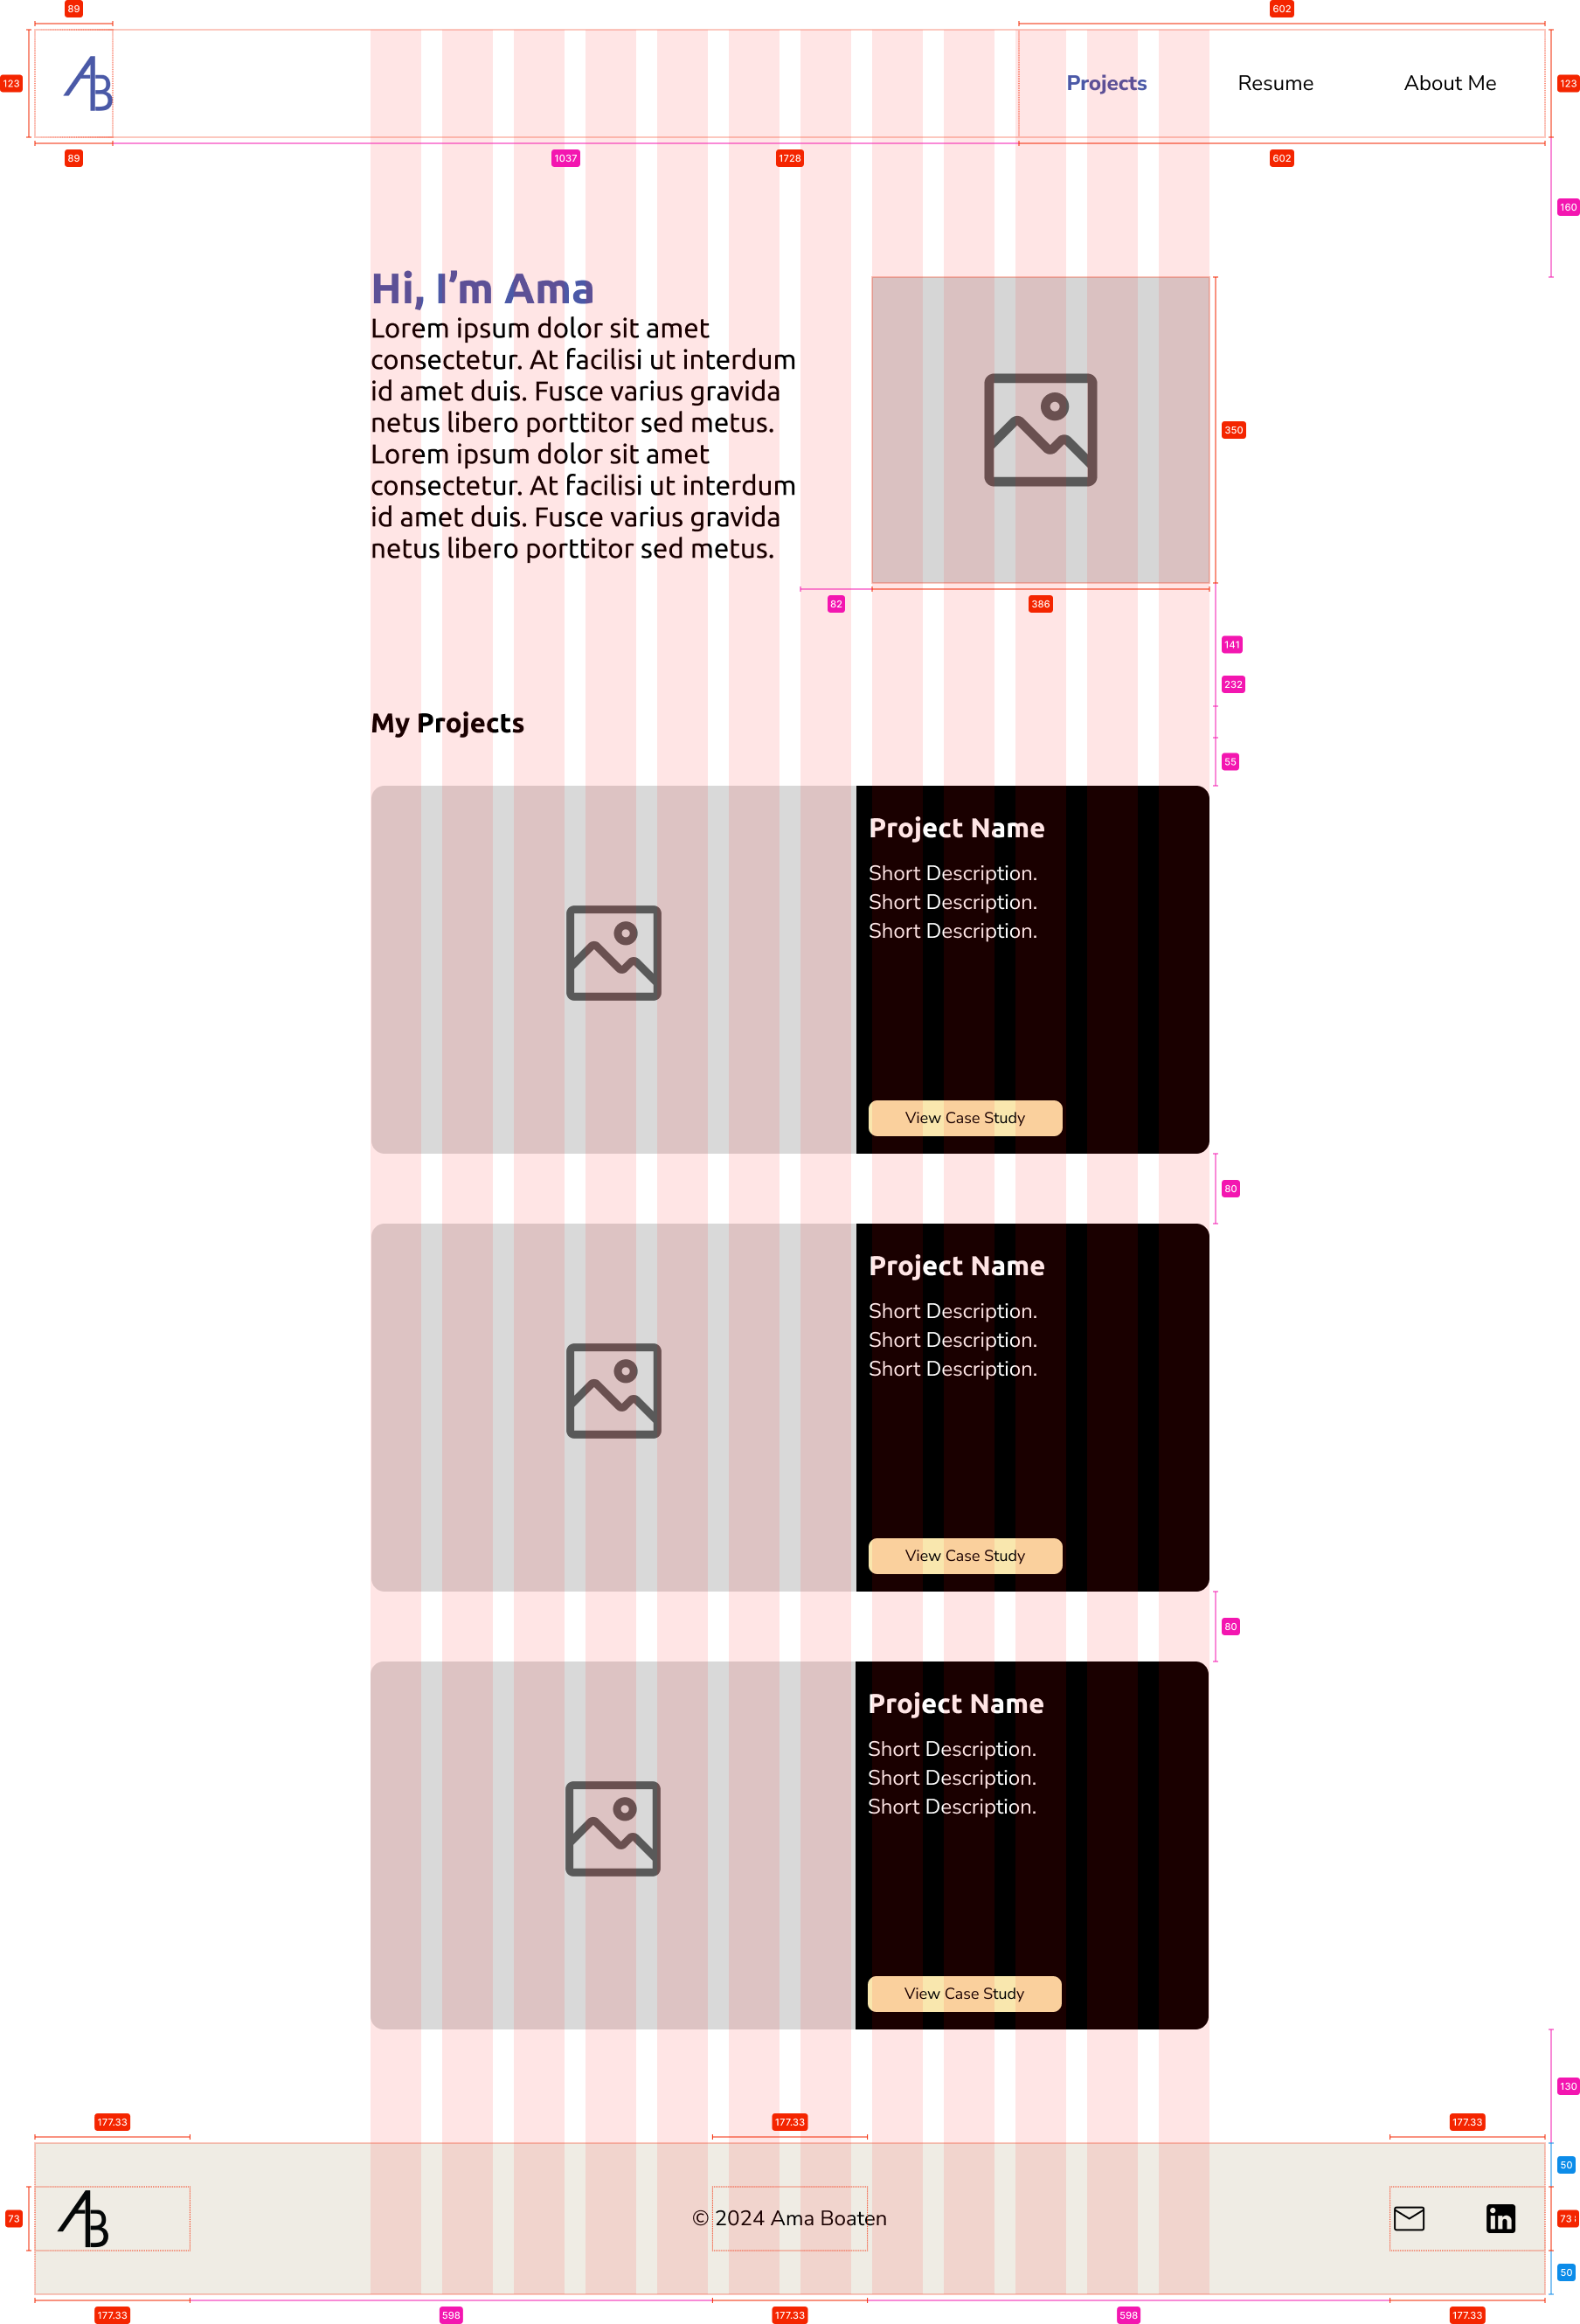 89
602
123
AB
Projects
Resume
About Me
123
89
1037
1728
602
160
Hi, I’m Ama
Lorem ipsum dolor sit amet
consectetur. At facilisi ut interdum
id amet duis. Fusce varius gravida
netus libero porttitor sed metus.
Lorem ipsum dolor sit amet
consectetur. At facilisi ut interdum
id amet duis. Fusce varius gravida
netus libero porttitor sed metus.
350
82
386
141
232
My Projects
55
Project Name
Short Description.
Short Description.
Short Description.
View Case Study
80
Project Name
Short Description.
Short Description.
Short Description.
View Case Study
80
Project Name
Short Description.
Short Description.
Short Description.
View Case Study
130
177.33
177.33
177.33
50
73
AB
© 2024 Ama Boaten
in
73
50
177.33
598
177.33
598
177.33